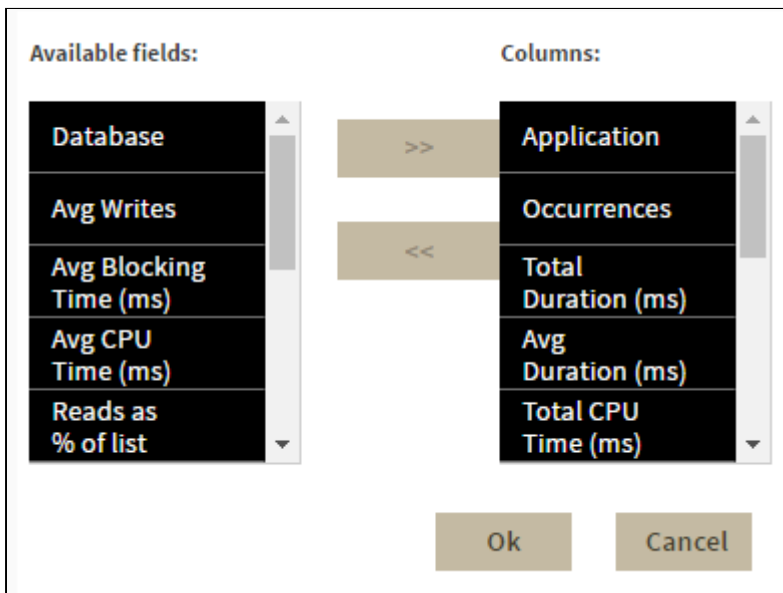 Available fields:
Columns:
Database
Avg Writes
Avg Blocking
Time (ms)
Avg CPU
Time (ms)
Reads as
% of list
>>
<<
Application
Occurrences
Total
Duration (ms)
Avg
Duration (ms)
Total CPU
Time (ms)
Ok
Cancel